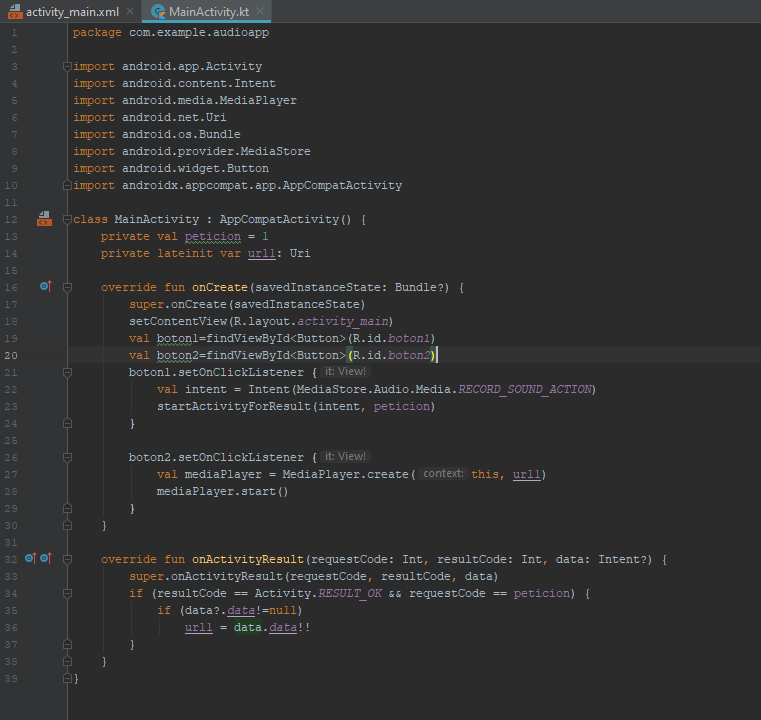 activity_main.xml MainActivity.kt
1 package com.example.audioapp
2
3 import android.app.Activity
4 import android.content.Intent
5 import android.media.MediaPlayer
6 import android.net.Uri
7 import android.os.Bundle
8 import android.provider.MediaStore
9 import android.widget.Button
10 import androidx.appcompat.app.AppCompatActivity
11
12 class MainActivity : AppCompatActivity() {
13     private val peticion = 1
14     private lateinit var url1: Uri
15
16     override fun onCreate(savedInstanceState: Bundle?) {
17         super.onCreate(savedInstanceState)
18         setContentView(R.layout.activity_main)
19         val boton1=findViewById<Button>(R.id.boton1)
20         val boton2=findViewById<Button>(R.id.boton2)
21         boton1.setOnClickListener { it: View!
22             val intent = Intent(MediaStore.Audio.Media.RECORD_SOUND_ACTION)
23             startActivityForResult(intent, peticion)
24         }
25
26         boton2.setOnClickListener { it: View!
27             val mediaPlayer = MediaPlayer.create( context: this, url1)
28             mediaPlayer.start()
29         }
30     }
31
32     override fun onActivityResult(requestCode: Int, resultCode: Int, data: Intent?) {
33         super.onActivityResult(requestCode, resultCode, data)
34         if (resultCode == Activity.RESULT_OK && requestCode == peticion) {
35             if (data?.data!=null)
36                 url1 = data.data!!
37         }
38     }
39 }